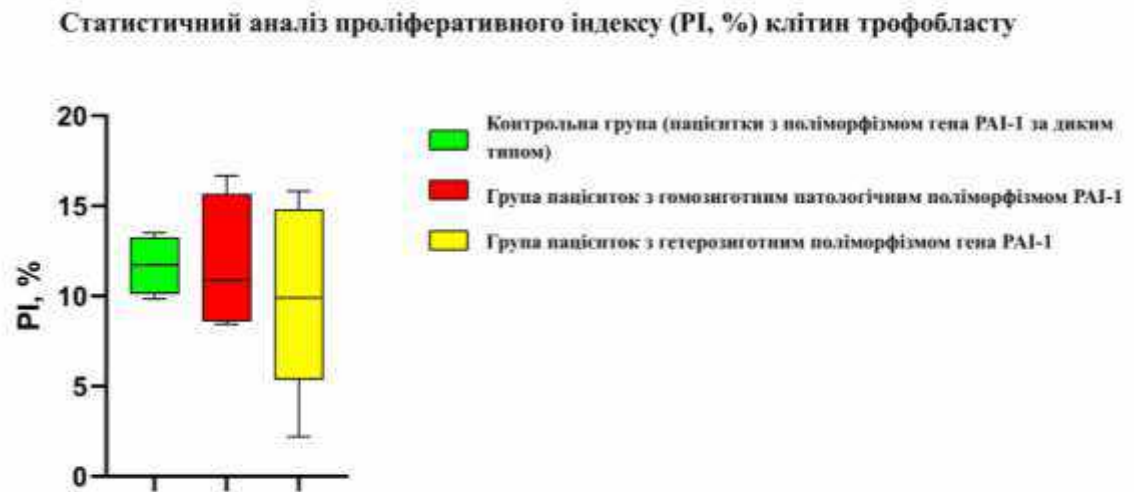 Статистичний аналіз проліферативного індексу (PI, %) клітин трофобласту
20
15
10
5
0
PI, %
Контрольна група (пацієнтки з поліморфізмом гена PAI-1 за диким
типом)
Група пацієнток з гомозиготним патологічним поліморфізмом PAI-1
Група пацієнток з гетерозиготним поліморфізмом гена PAI-1